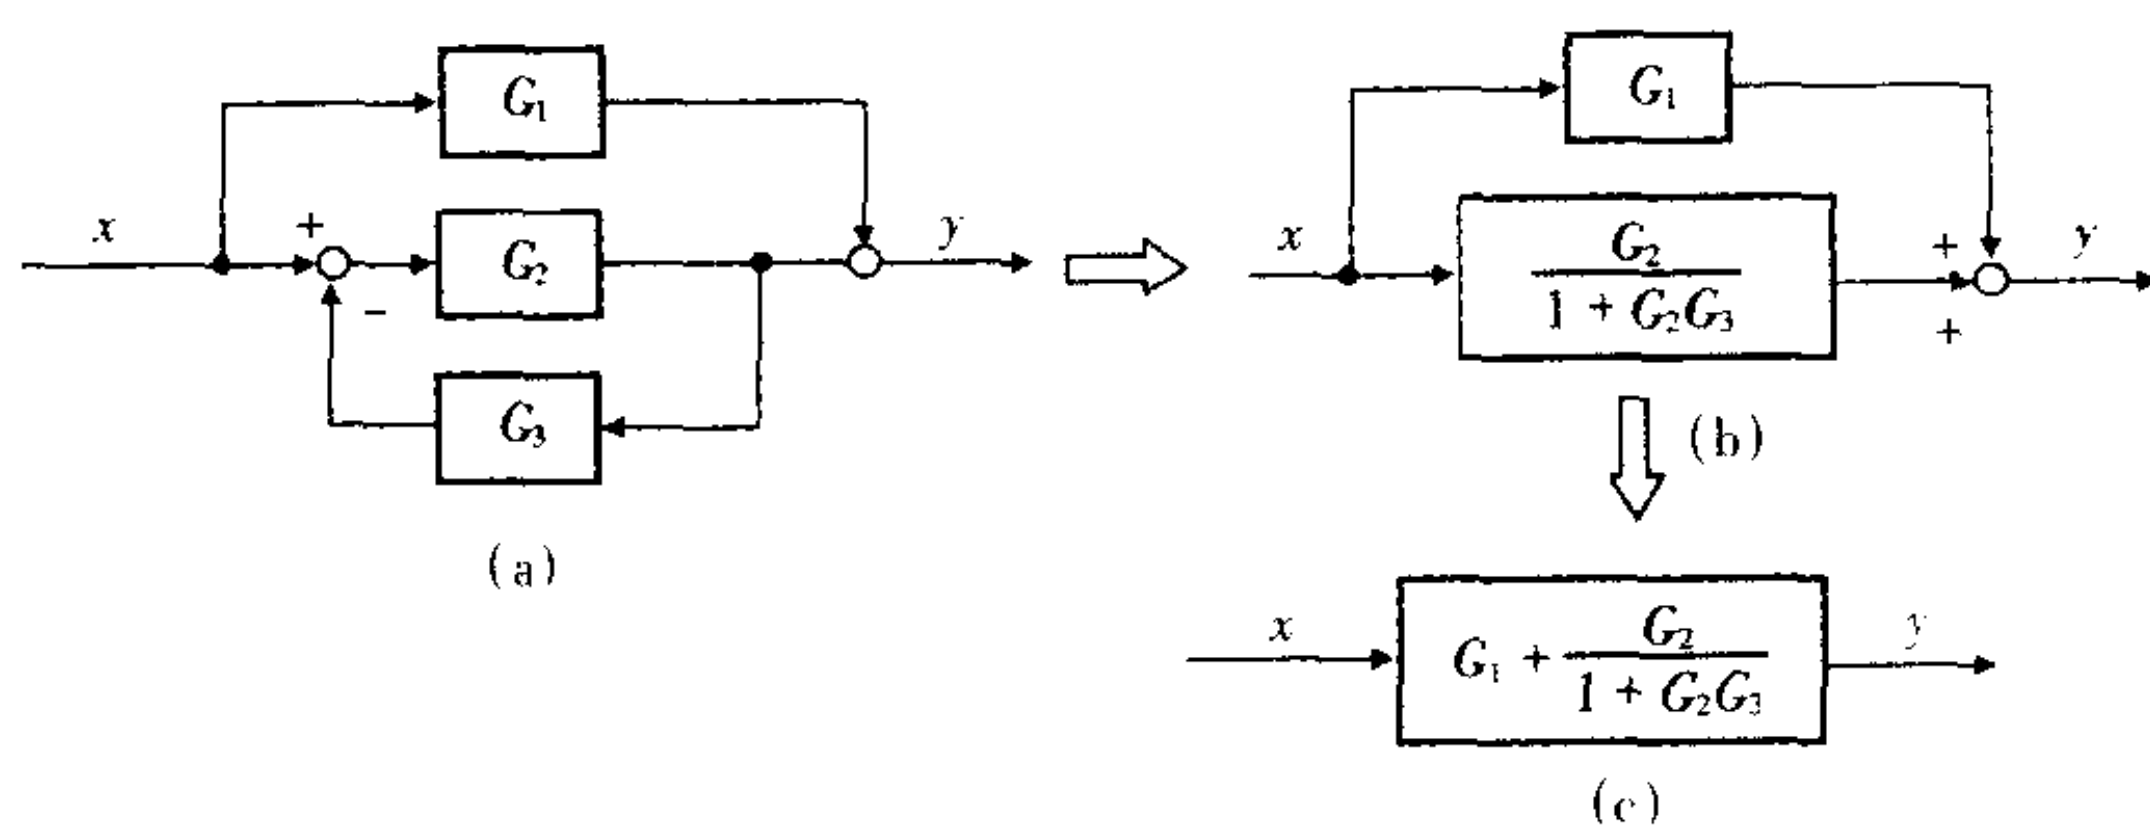 G₁
x
+
G₂
y
−
G₃
(a)
G₁
x
G₂
1 + G₂G₃
+
y
+
(b)
x
G₁ + G₂
1 + G₂G₃
y
(c)